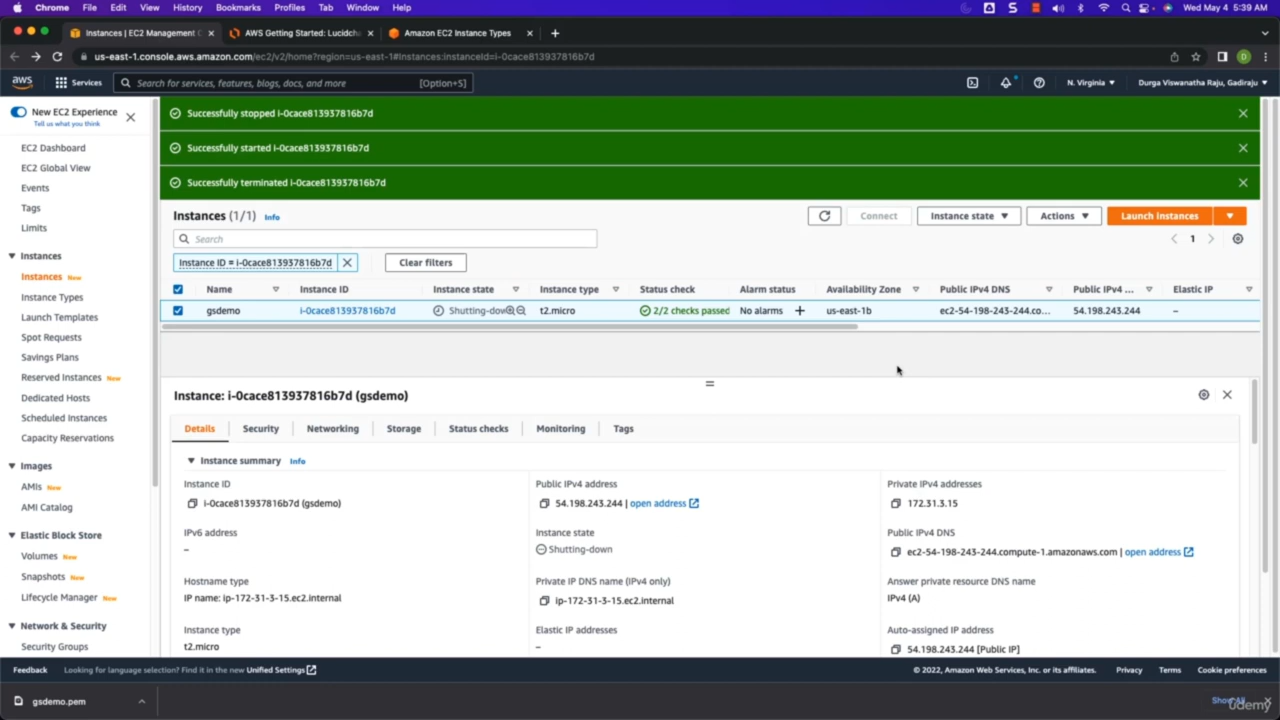 Chrome File Edit View History Bookmarks Profiles Tab Window Help Wed May 4 5:39 AM
Instances | EC2 Management C AWS Getting Started: Lucidcha Amazon EC2 Instance Types
us-east-1.console.aws.amazon.com/ec2/v2/home?region=us-east-1#Instances:instanceId=i-0cace813937816b7d D
aws Services Search for services, features, blogs, docs, and more [Option+S] N. Virginia Durga Viswanatha Raju, Gadiraju
New EC2 Experience
Tell us what you think
EC2 Dashboard
EC2 Global View
Events
Tags
Limits
Instances
Instances New
Instance Types
Launch Templates
Spot Requests
Savings Plans
Reserved Instances New
Dedicated Hosts
Scheduled Instances
Capacity Reservations
Images
AMIs New
AMI Catalog
Elastic Block Store
Volumes New
Snapshots New
Lifecycle Manager New
Network & Security
Security Groups
Successfully stopped i-0cace813937816b7d
Successfully started i-0cace813937816b7d
Successfully terminated i-0cace813937816b7d
Instances (1/1) Info Connect Instance state Actions Launch instances
Search 1
Instance ID = i-0cace813937816b7d Clear filters
Name Instance ID Instance state Instance type Status check Alarm status Availability Zone Public IPv4 DNS Public IPv4 ... Elastic IP
gsdemo i-0cace813937816b7d Shutting-down t2.micro 2/2 checks passed No alarms + us-east-1b ec2-54-198-243-244.co... 54.198.243.244 –
Instance: i-0cace813937816b7d (gsdemo)
Details Security Networking Storage Status checks Monitoring Tags
Instance summary Info
Instance ID Public IPv4 address Private IPv4 addresses
i-0cace813937816b7d (gsdemo) 54.198.243.244 | open address 172.31.3.15
IPv6 address Instance state Public IPv4 DNS
– Shutting-down ec2-54-198-243-244.compute-1.amazonaws.com | open address
Hostname type Private IP DNS name (IPv4 only) Answer private resource DNS name
IP name: ip-172-31-3-15.ec2.internal ip-172-31-3-15.ec2.internal IPv4 (A)
Instance type Elastic IP addresses Auto-assigned IP address
t2.micro – 54.198.243.244 [Public IP]
Feedback Looking for language selection? Find it in the new Unified Settings © 2022, Amazon Web Services, Inc. or its affiliates. Privacy Terms Cookie preferences
gsdemo.pem Show All
udemy